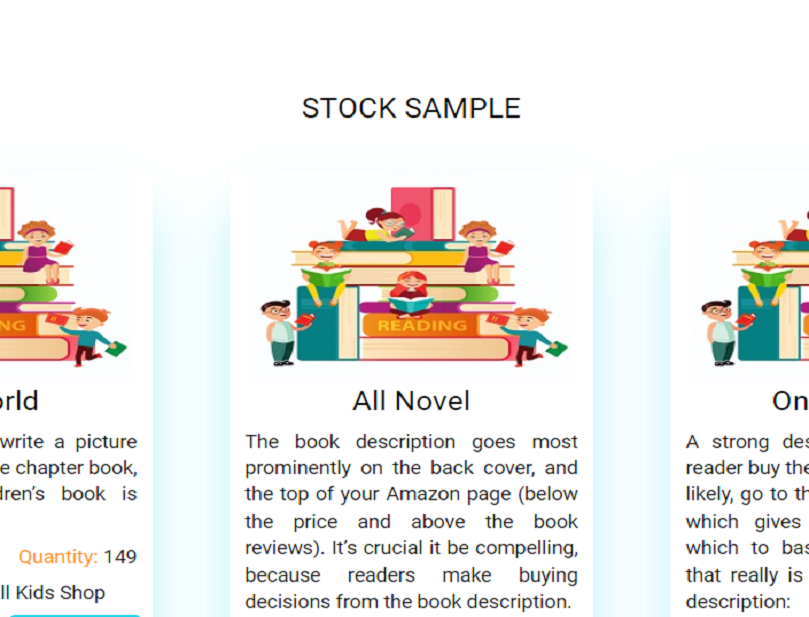 STOCK SAMPLE
NG
READING
orld
write a picture
e chapter book,
dren's book is
Quantity: 149
ll Kids Shop
All Novel
The book description goes most
prominently on the back cover, and
the top of your Amazon page (below
the price and above the book
reviews). It's crucial it be compelling,
because readers make buying
decisions from the book description.
On
A strong des
reader buy the
likely, go to th
which gives
which to bas
that really is
description: